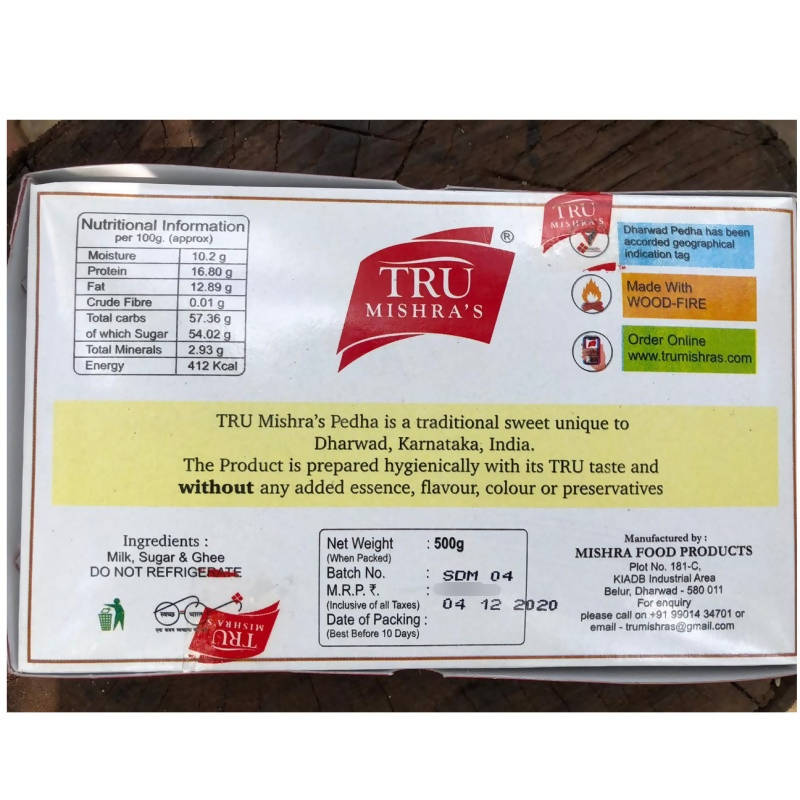 Nutritional Information
per 100g. (approx)
Moisture 10.2 g
Protein 16.80 g
Fat 12.89 g
Crude Fibre 0.01 g
Total carbs 57.36 g
of which Sugar 54.02 g
Total Minerals 2.93 g
Energy 412 Kcal
TRU
MISHRA'S
®
TRU
MISHRA'S
Dharwad Pedha has been
accorded geographical
indication tag
Made With
WOOD-FIRE
Order Online
www.trumishras.com
TRU Mishra's Pedha is a traditional sweet unique to
Dharwad, Karnataka, India.
The Product is prepared hygienically with its TRU taste and
without any added essence, flavour, colour or preservatives
Ingredients :
Milk, Sugar & Ghee
DO NOT REFRIGERATE
स्वच्छ भारत
TRU
MISHRA'S
Net Weight : 500g
(When Packed)
Batch No. : SDM 04
M.R.P. ₹. :
(Inclusive of all Taxes) 04 12 2020
Date of Packing :
(Best Before 10 Days)
Manufactured by :
MISHRA FOOD PRODUCTS
Plot No. 181-C,
KIADB Industrial Area
Belur, Dharwad - 580 011
For enquiry
please call on +91 99014 34701 or
email - trumishras@gmail.com